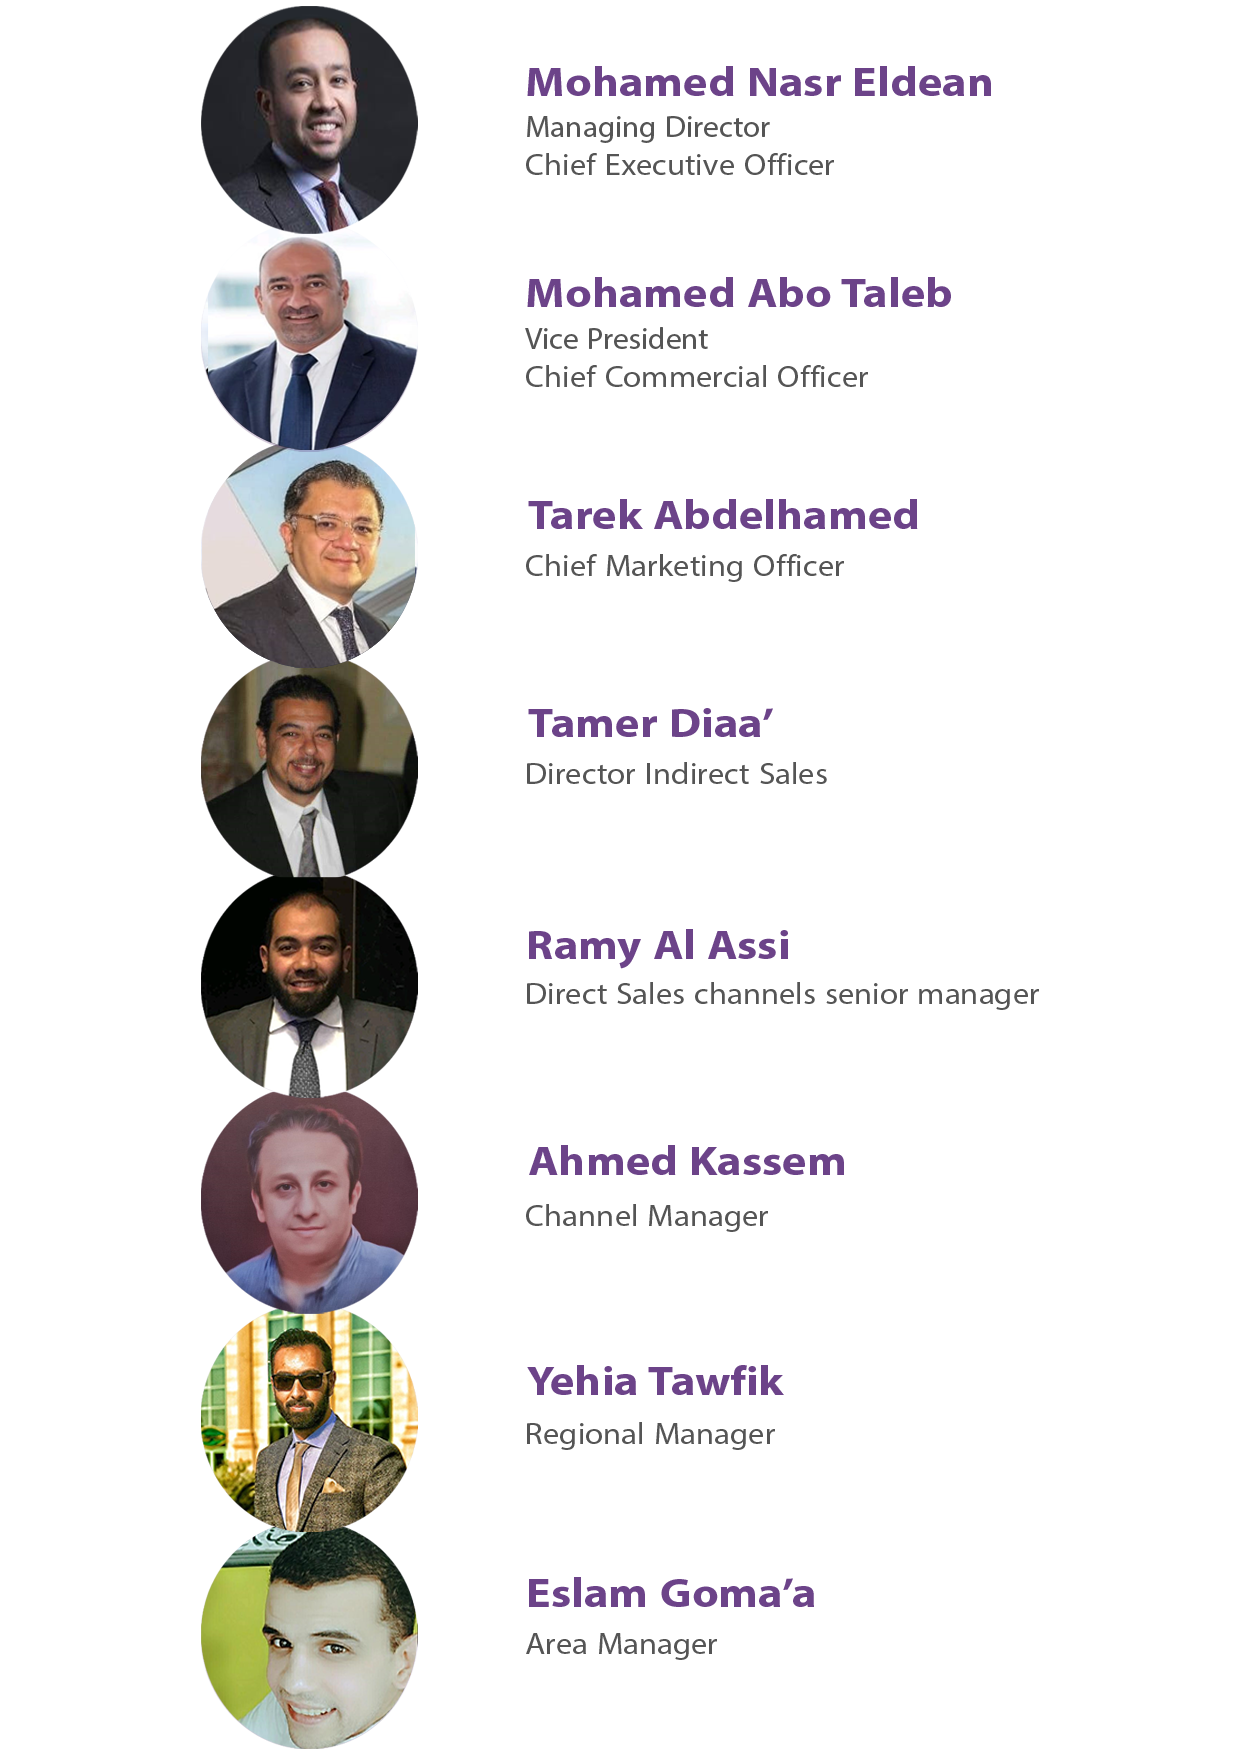 Mohamed Nasr Eldean
Managing Director
Chief Executive Officer
Mohamed Abo Taleb
Vice President
Chief Commercial Officer
Tarek Abdelhamed
Chief Marketing Officer
Tamer Diaa’
Director Indirect Sales
Ramy Al Assi
Direct Sales channels senior manager
Ahmed Kassem
Channel Manager
Yehia Tawfik
Regional Manager
Eslam Goma’a
Area Manager